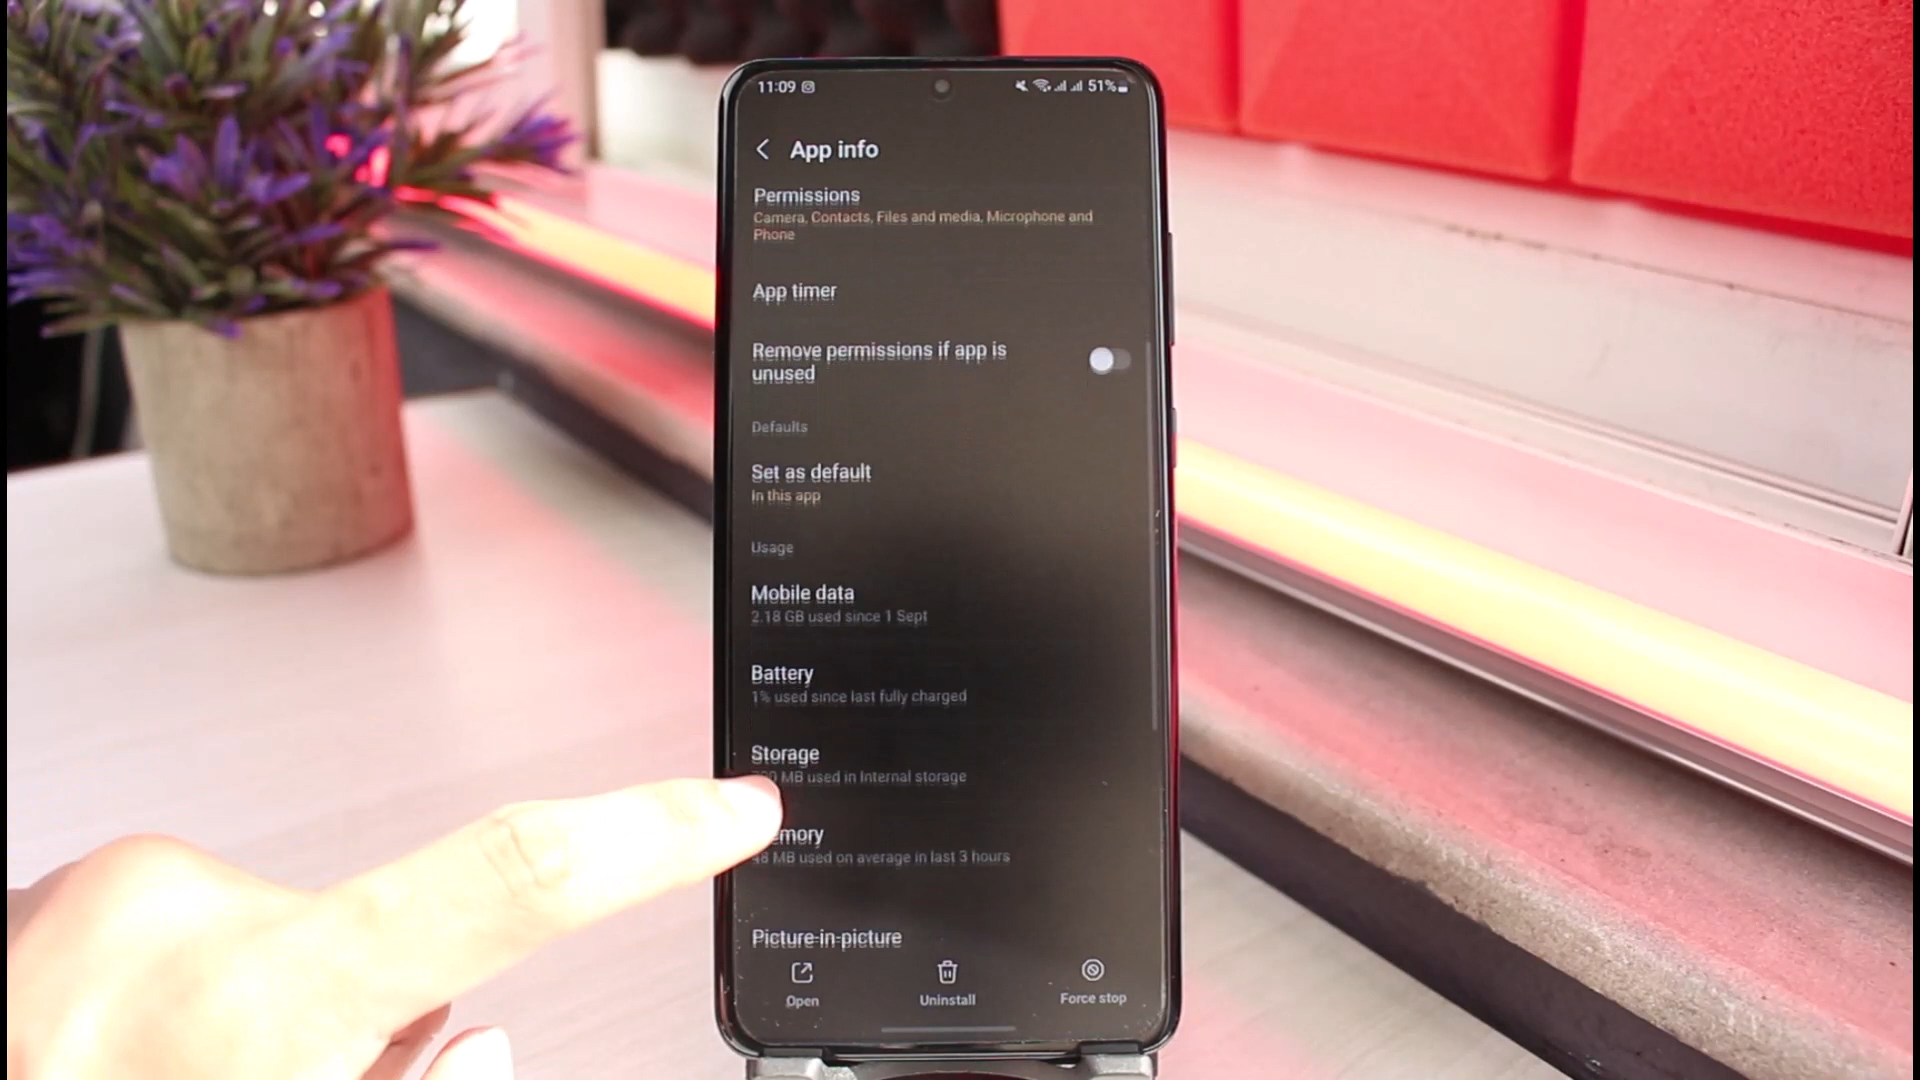 11:09
51%
App info
Permissions
Camera, Contacts, Files and media, Microphone and
Phone
App timer
Remove permissions if app is
unused
Defaults
Set as default
In this app
Usage
Mobile data
2.18 GB used since 1 Sept
Battery
1% used since last fully charged
Storage
MB used in Internal storage
emory
48 MB used on average in last 3 hours
Picture-in-picture
Open
Uninstall
Force stop